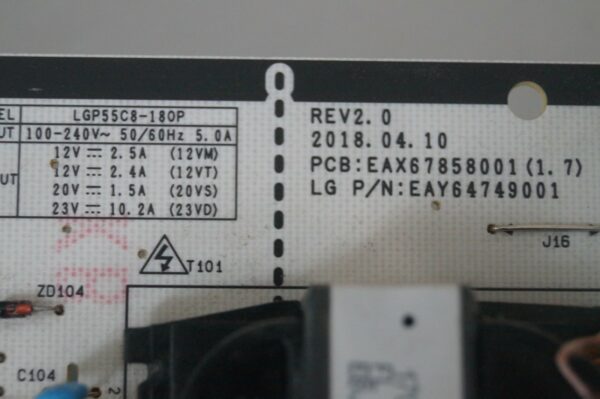 EL LGP55C8-180P
UT 100-240V~ 50/60Hz 5.0A
12V 2.5A (12VM)
12V 2.4A (12VT)
UT 20V 1.5A (20VS)
23V 10.2A (23VD)
REV2.0
2018.04.10
PCB:EAX67858001(1.7)
LG P/N:EAY64749001
J16
T101
ZD104
C104
2